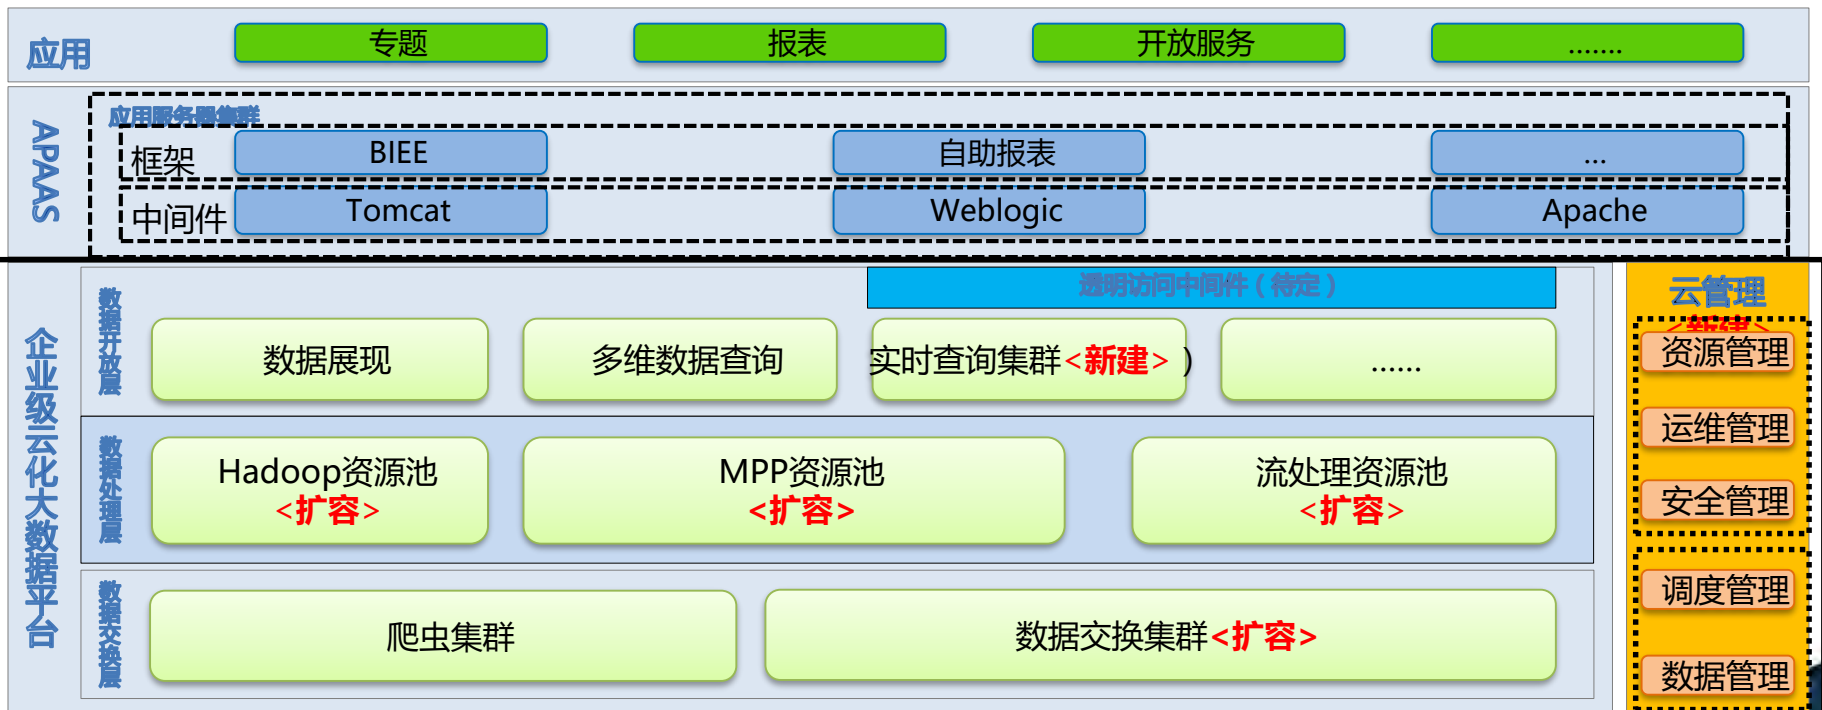 应用
专题
报表
开放服务
.......
APAAS
应用服务器集群
框架
BIEE
自助报表
...
中间件
Tomcat
Weblogic
Apache
企业级云化大数据平台
数据开放层
透明访问中间件（待定）
数据展现
多维数据查询
实时查询集群<新建>）
......
数据处理层
Hadoop资源池
<扩容>
MPP资源池
<扩容>
流处理资源池
<扩容>
数据交换层
爬虫集群
数据交换集群<扩容>
云管理
<新建>
资源管理
运维管理
安全管理
调度管理
数据管理